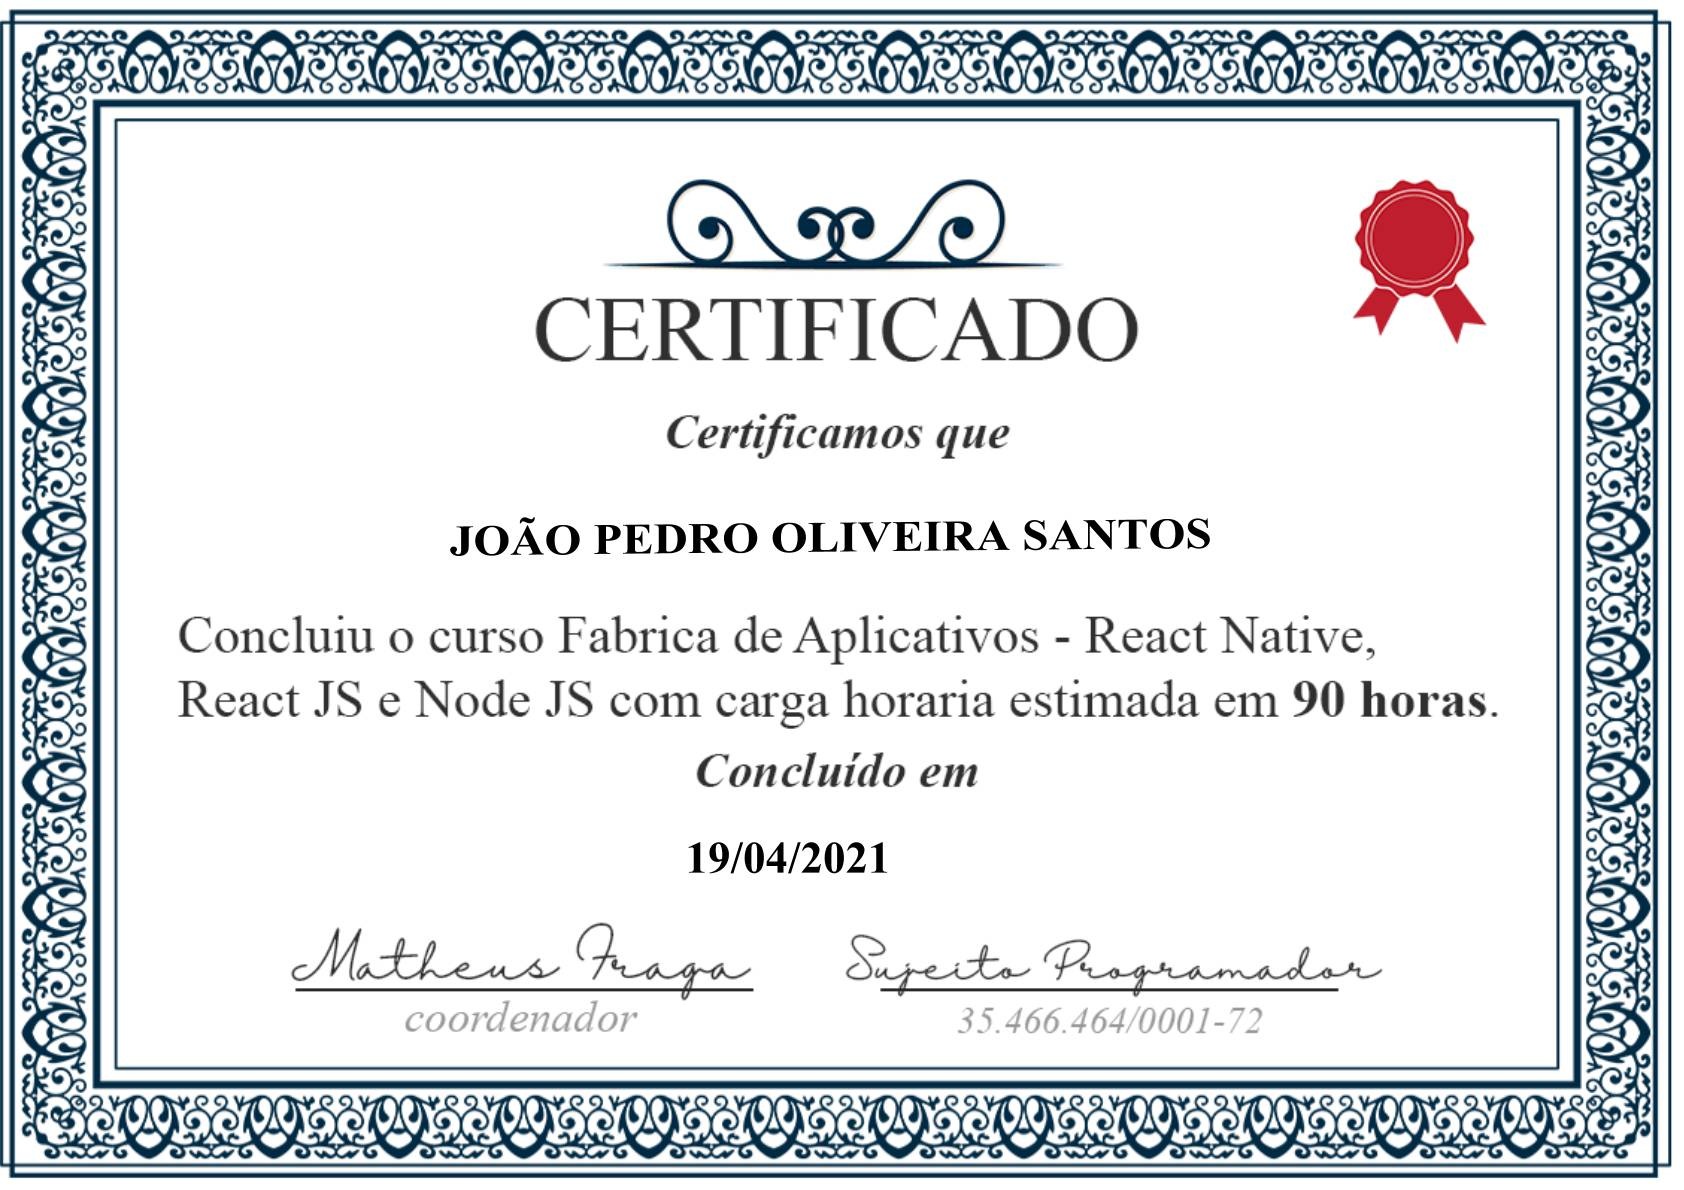 CERTIFICADO
Certificamos que
JOÃO PEDRO OLIVEIRA SANTOS
Concluiu o curso Fabrica de Aplicativos - React Native,
React JS e Node JS com carga horaria estimada em 90 horas.
Concluído em
19/04/2021
Matheus Fraga Sujeito Programador
coordenador 35.466.464/0001-72